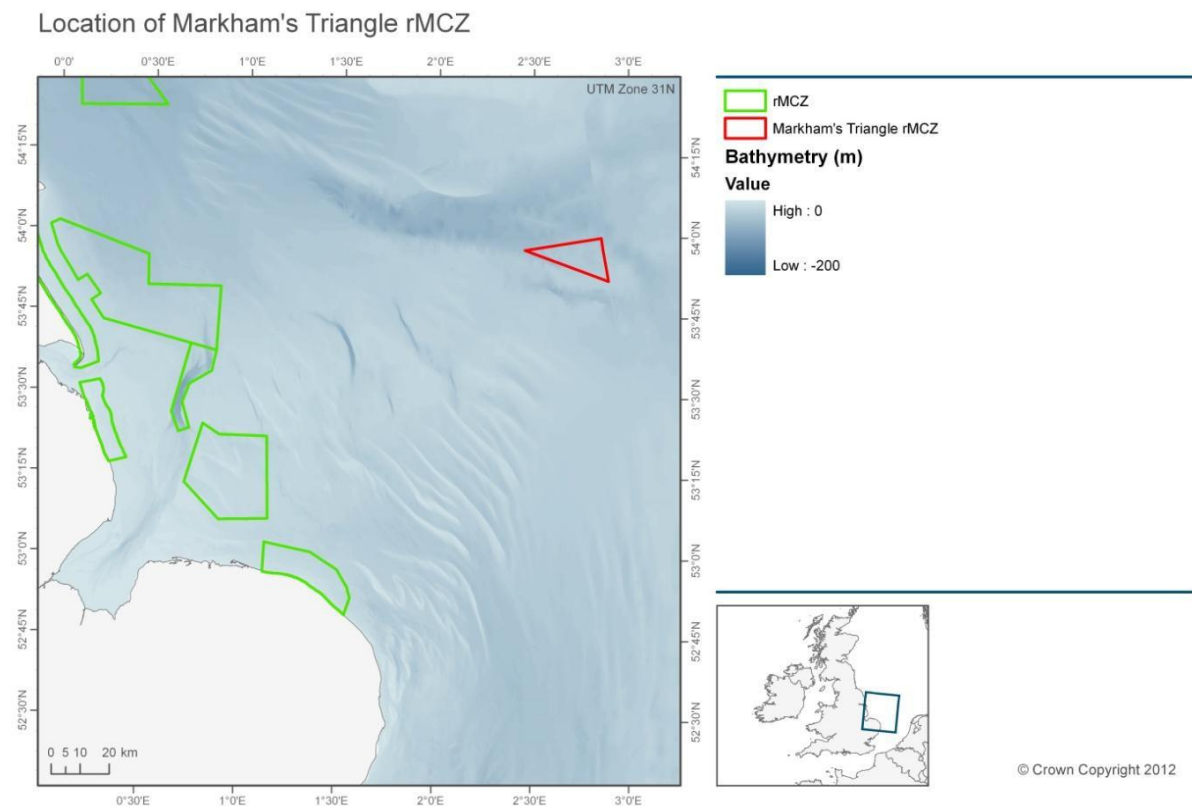 Location of Markham's Triangle rMCZ
0°0' 0°30'E 1°0'E 1°30'E 2°0'E 2°30'E 3°0'E
UTM Zone 31N
54°15'N
54°0'N
53°45'N
53°30'N
53°15'N
53°0'N
52°45'N
52°30'N
54°15'N
54°0'N
53°45'N
53°30'N
53°15'N
53°0'N
52°45'N
52°30'N
0 5 10 20 km
0°30'E 1°0'E 1°30'E 2°0'E 2°30'E 3°0'E
rMCZ
Markham's Triangle rMCZ
Bathymetry (m)
Value
High : 0
Low : -200
© Crown Copyright 2012